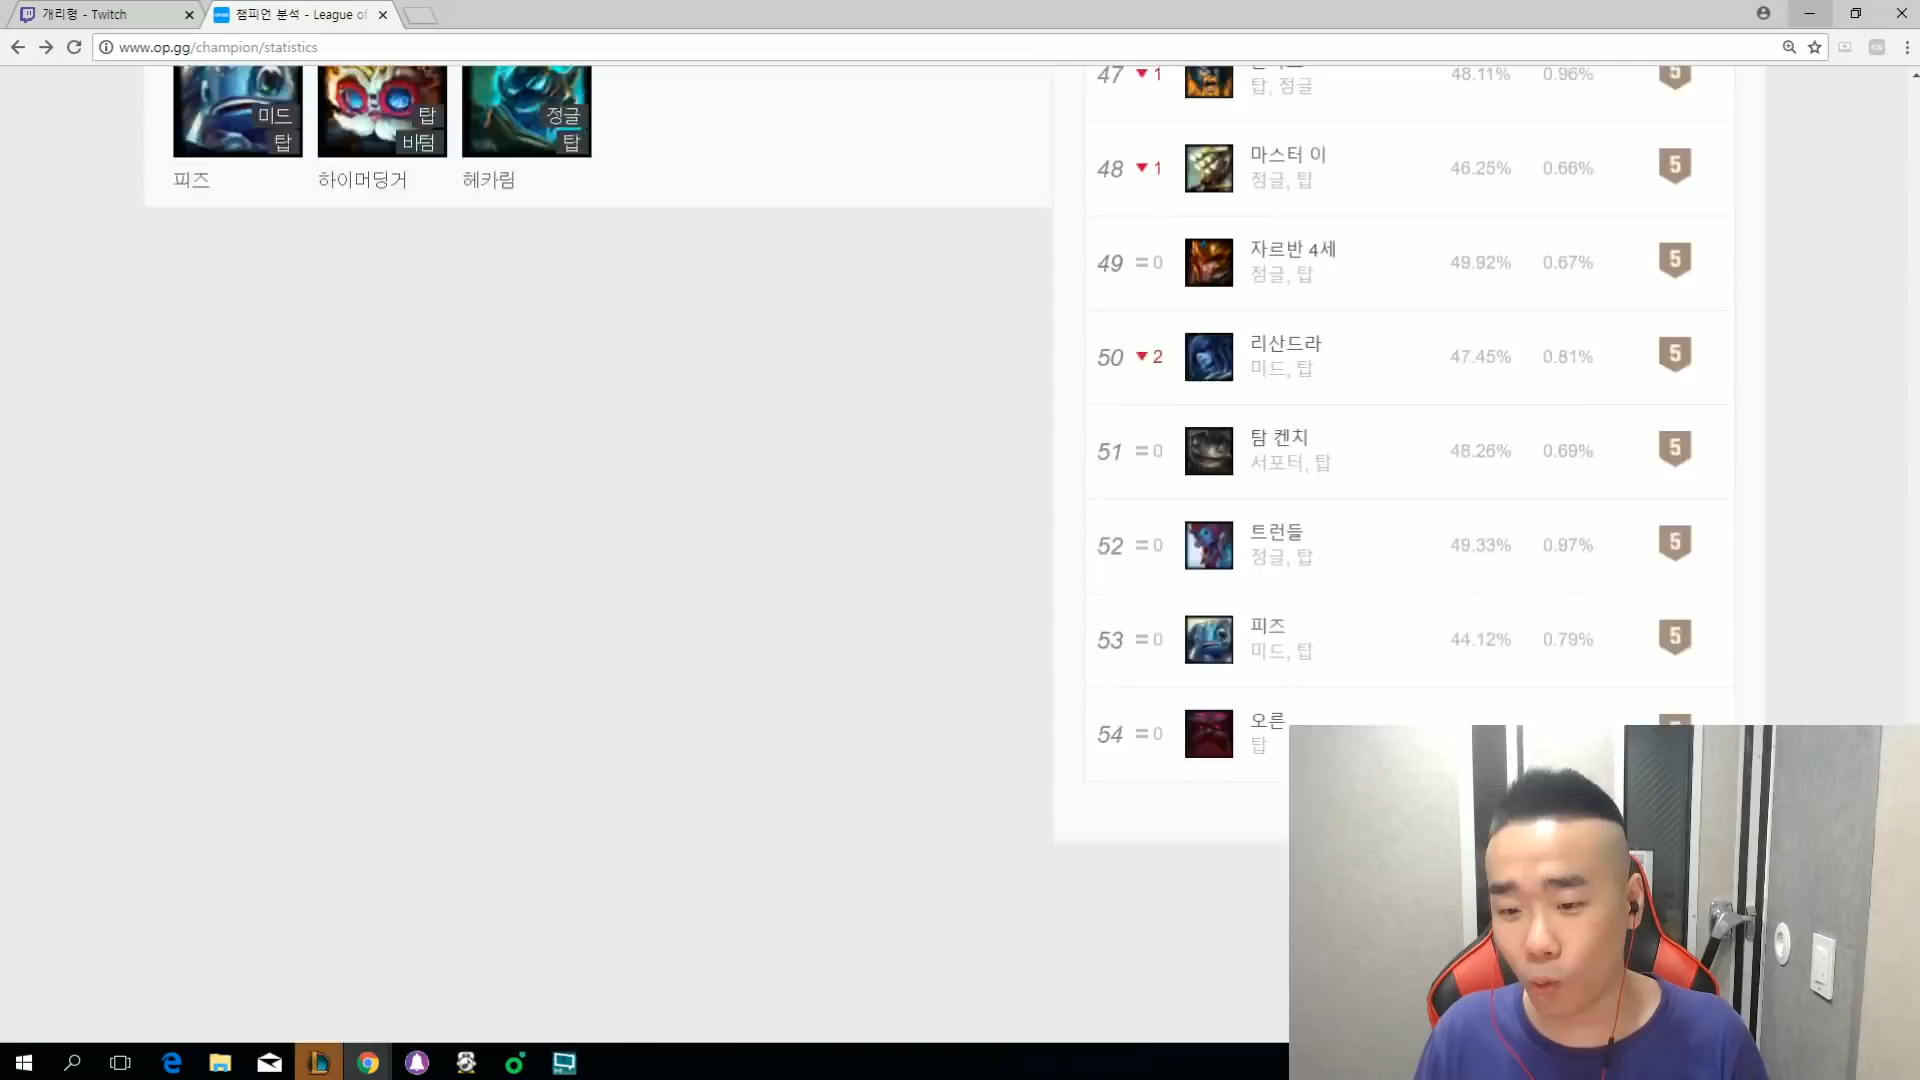 개리형 - Twitch
챔피언 분석 - League of
www.op.gg/champion/statistics
미드
탑
탑
바텀
정글
탑
피즈
하이머딩거
헤카림
47 1 48.11% 0.96% 5
탑, 정글
48 1 마스터 이 46.25% 0.66% 5
정글, 탑
49 = 0 자르반 4세 49.92% 0.67% 5
정글, 탑
50 2 리산드라 47.45% 0.81% 5
미드, 탑
51 = 0 탐 켄치 48.26% 0.69% 5
서포터, 탑
52 = 0 트런들 49.33% 0.97% 5
정글, 탑
53 = 0 피즈 44.12% 0.79% 5
미드, 탑
54 = 0 오른
탑